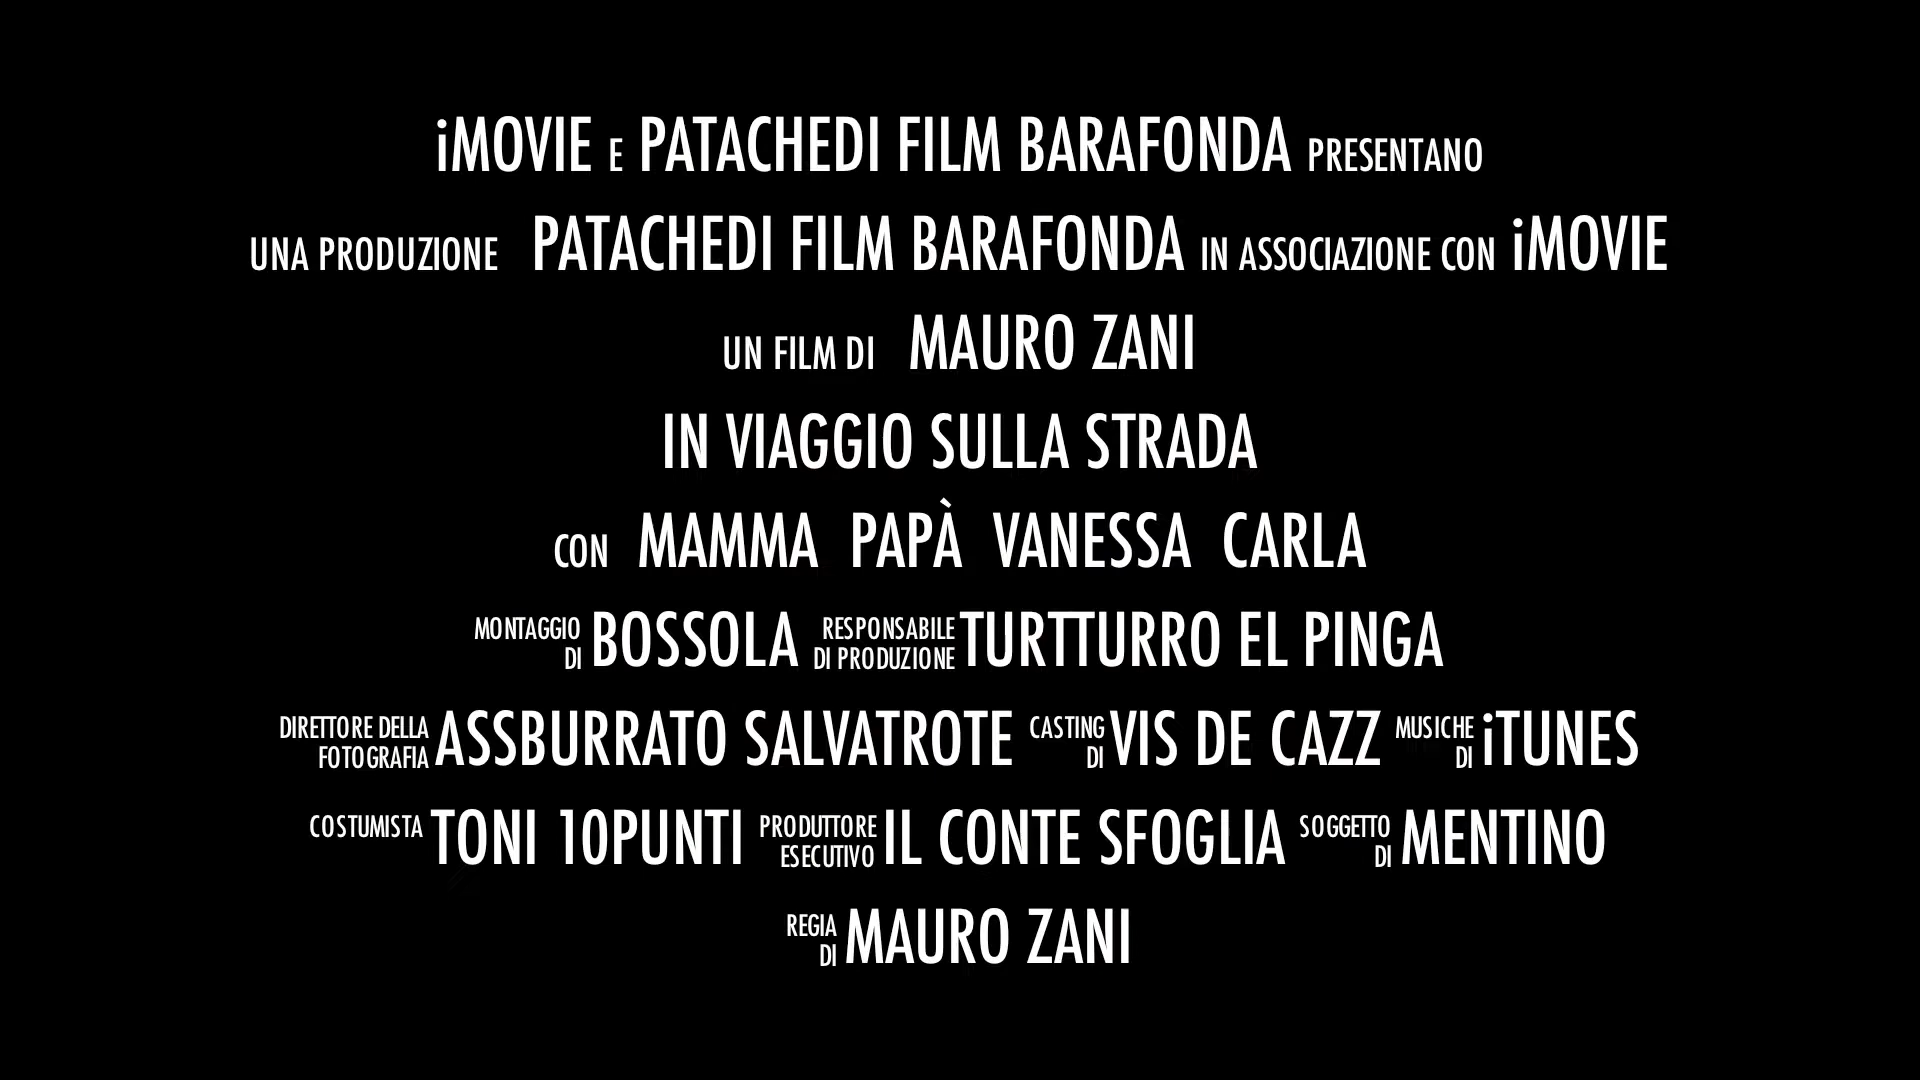 iMOVIE E PATACHEDI FILM BARAFONDA PRESENTANO
UNA PRODUZIONE PATACHEDI FILM BARAFONDA IN ASSOCIAZIONE CON iMOVIE
UN FILM DI MAURO ZANI
IN VIAGGIO SULLA STRADA
CON MAMMA PAPÀ VANESSA CARLA
MONTAGGIO DI BOSSOLA RESPONSABILE DI PRODUZIONE TURTTURRO EL PINGA
DIRETTORE DELLA FOTOGRAFIA ASSBURRATO SALVATROTE CASTING DI VIS DE CAZZ MUSICHE DI iTUNES
COSTUMISTA TONI 10PUNTI PRODUTTORE ESECUTIVO IL CONTE SFOGLIA SOGGETTO DI MENTINO
REGIA DI MAURO ZANI